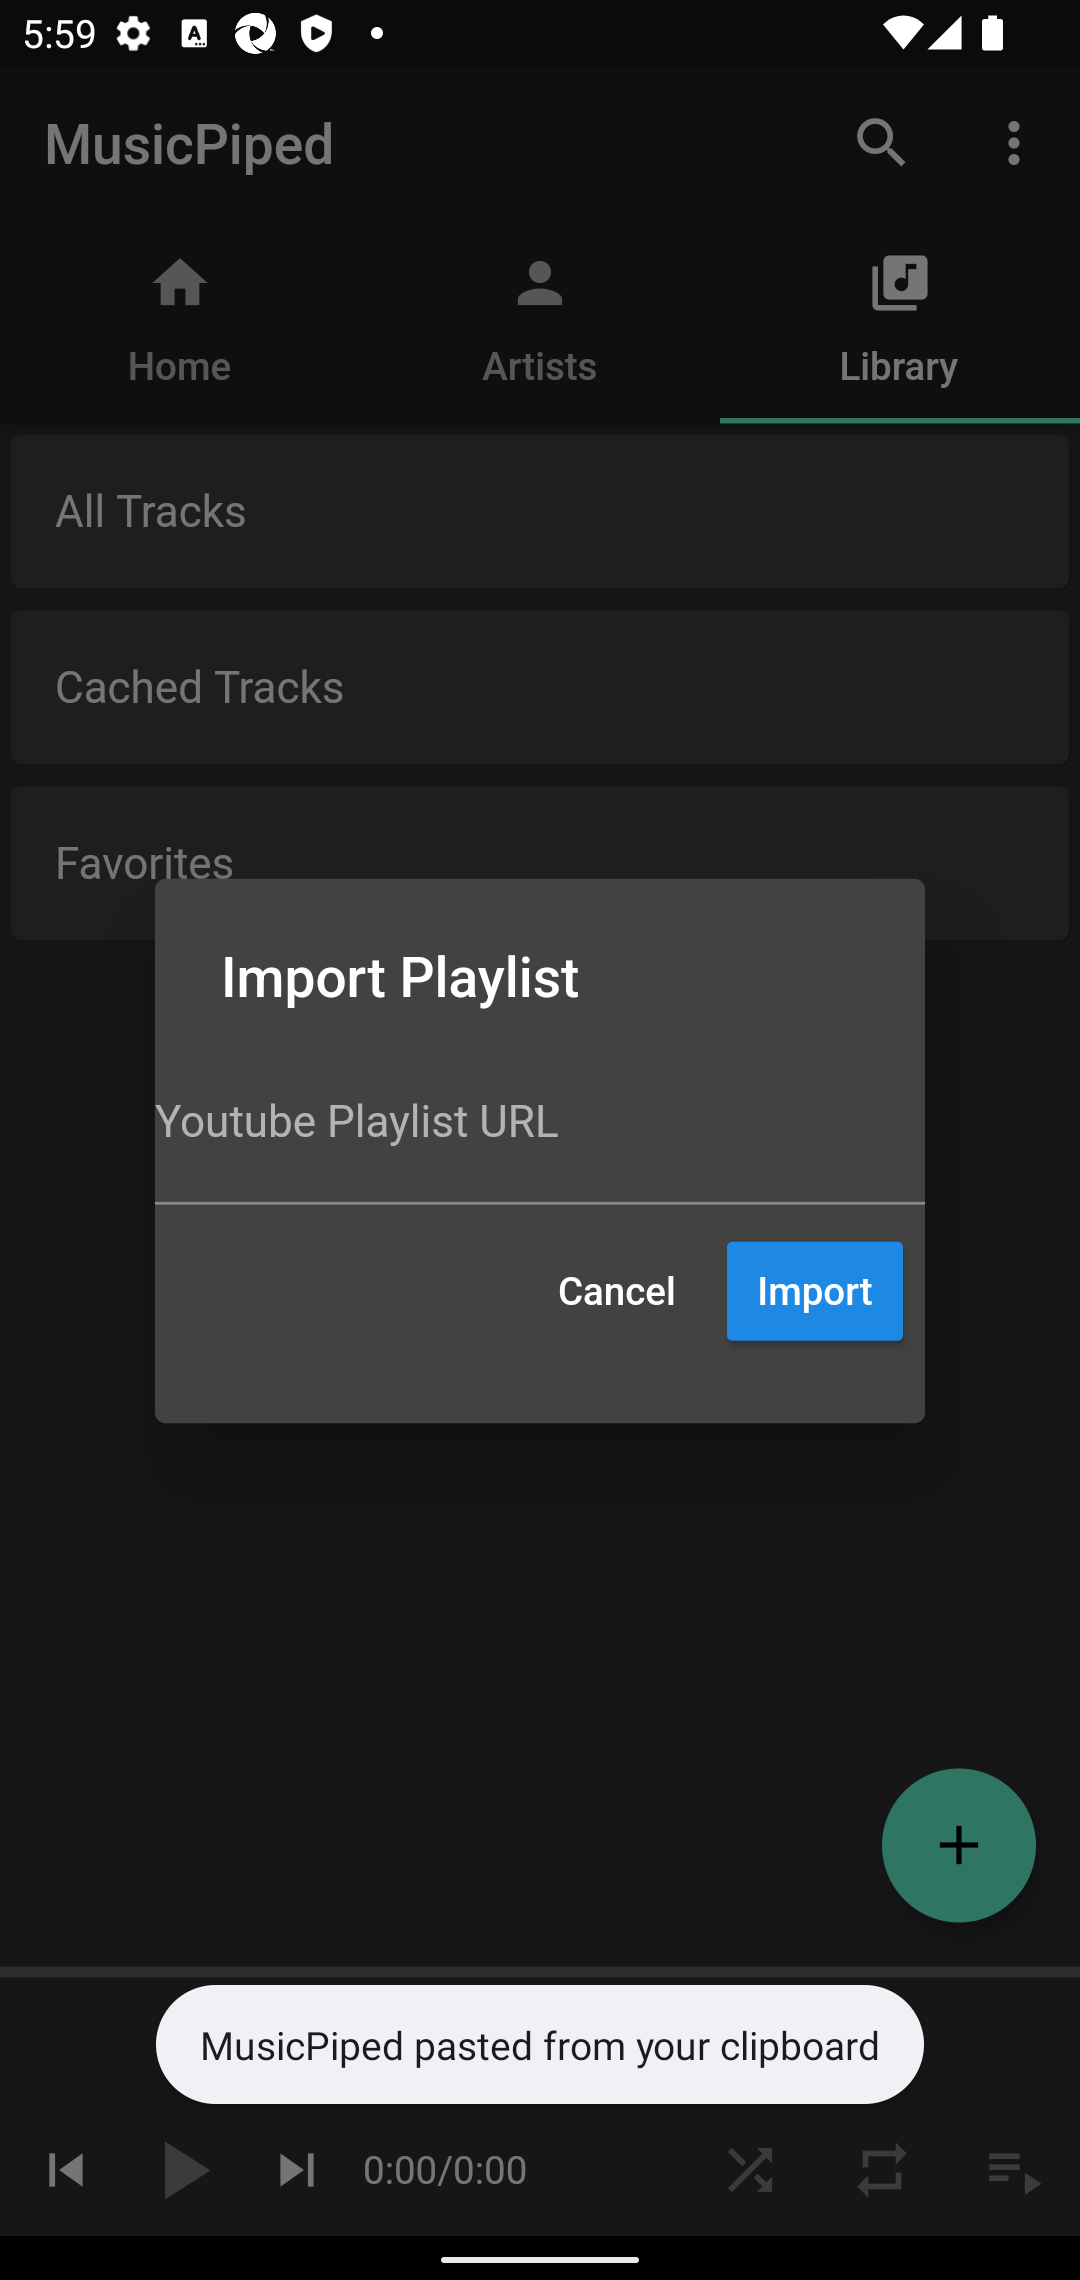 5:59
MusicPiped
Home
Artists
Library
All Tracks
Cached Tracks
Favorites
Import Playlist
Youtube Playlist URL
Cancel
Import
MusicPiped pasted from your clipboard
0:00/0:00